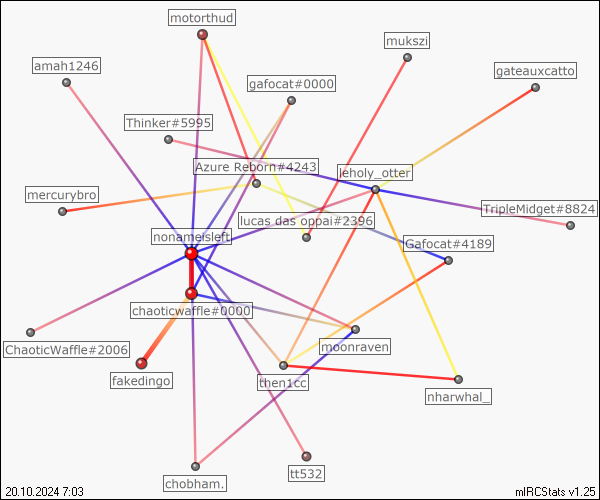 motorthud
mukszi
amah1246
gateauxcatto
gafocat#0000
Thinker#5995
Azure Reborn#4243
ieholy_otter
mercurybro
TripleMidget#8824
lucas das oppai#2396
nonameisleft
Gafocat#4189
chaoticwaffle#0000
ChaoticWaffle#2006
moonraven
fakedingo
then1cc
nharwhal_
chobham.
tt532
20.10.2024 7:03
mIRCStats v1.25